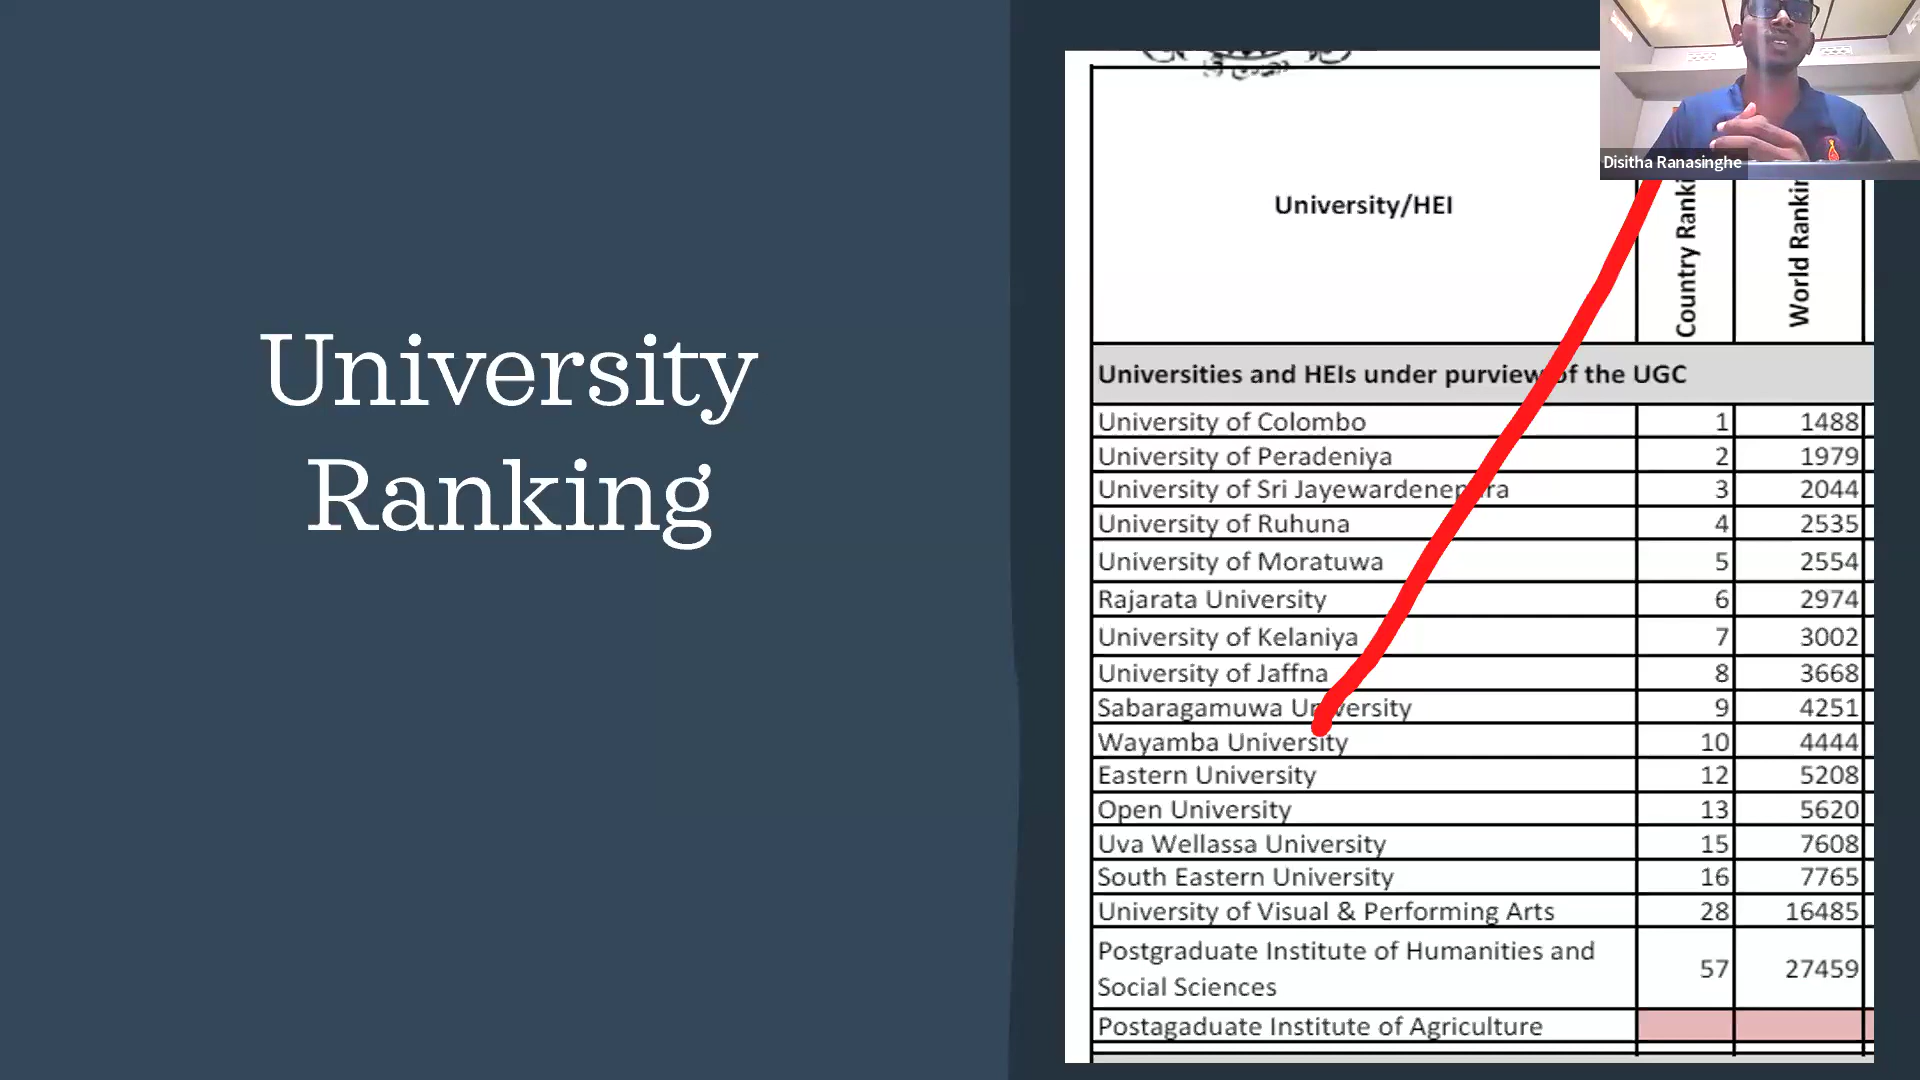 University
Ranking
Disitha Ranasinghe
University/HEI
Country Ranki
World Rankin
Universities and HEIs under purview of the UGC
University of Colombo 1 1488
University of Peradeniya 2 1979
University of Sri Jayewardenepura 3 2044
University of Ruhuna 4 2535
University of Moratuwa 5 2554
Rajarata University 6 2974
University of Kelaniya 7 3002
University of Jaffna 8 3668
Sabaragamuwa University 9 4251
Wayamba University 10 4444
Eastern University 12 5208
Open University 13 5620
Uva Wellassa University 15 7608
South Eastern University 16 7765
University of Visual & Performing Arts 28 16485
Postgraduate Institute of Humanities and
Social Sciences 57 27459
Postagaduate Institute of Agriculture